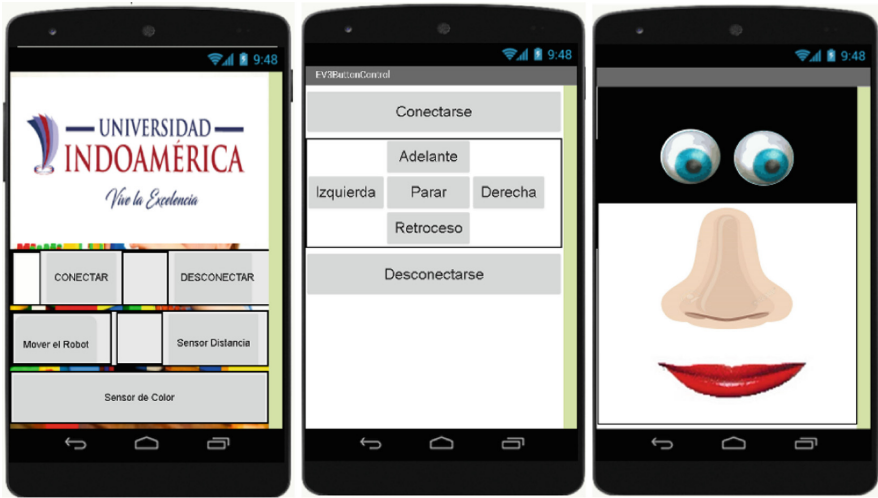 9:48
UNIVERSIDAD
INDOAMÉRICA
Vive la Excelencia
CONECTAR
DESCONECTAR
Mover el Robot
Sensor Distancia
Sensor de Color
9:48
EV3ButtonControl
Conectarse
Adelante
Izquierda Parar Derecha
Retroceso
Desconectarse
9:48